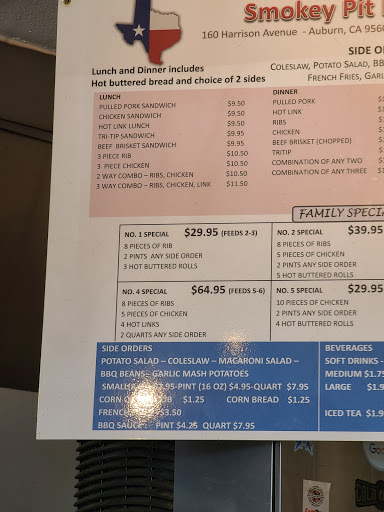 Smokey Pit
160 Harrison Avenue - Auburn, CA 9560
SIDE
Lunch and Dinner includes
Hot buttered bread and choice of 2 sides
COLESLAW, POTATO SALAD,
FRENCH FRIES,
LUNCH
PULLED PORK SANDWICH $9.50
CHICKEN SANDWICH $9.50
HOT LINK LUNCH $9.50
TRI-TIP SANDWICH $9.95
BEEF BRISKET SANDWICH $9.95
3 PIECE RIB $10.50
3 PIECE CHICKEN $10.50
2 WAY COMBO – RIBS, CHICKEN $10.50
3 WAY COMBO – RIBS, CHICKEN, LINK $11.50
DINNER
PULLED PORK
HOT LINK
RIBS
CHICKEN
BEEF BRISKET (CHOPPED)
TRITIP
COMBINATION OF ANY TWO
COMBINATION OF ANY THREE
FAMILY
NO. 1 SPECIAL $29.95 (FEEDS 2-3)
8 PIECES OF RIB
2 PINTS ANY SIDE ORDER
3 HOT BUTTERED ROLLS
NO. 2 SPECIAL $39.95
8 PIECES OF RIBS
5 PIECES OF CHICKEN
2 PINTS ANY SIDE ORDER
5 HOT BUTTERED ROLLS
NO. 4 SPECIAL $64.95 (FEEDS 5-6)
8 PIECES OF RIBS
5 PIECES OF CHICKEN
4 HOT LINKS
2 QUARTS ANY SIDE ORDER
NO. 5 SPECIAL $29.95
10 PIECES OF CHICKEN
2 PINTS ANY SIDE ORDER
4 HOT BUTTERED ROLLS
SIDE ORDERS
POTATO SALAD – COLESLAW – MACARONI SALAD –
BBQ BEANS– GARLIC MASH POTATOES
PINT (16 OZ) $4.95-QUART $7.95
CORN $1.25 CORN BREAD $1.25
$3.50
BBQ SAUCE – PINT $4.25 QUART $7.95
BEVERAGES
SOFT DRINKS -
MEDIUM $1.75
LARGE
ICED TEA